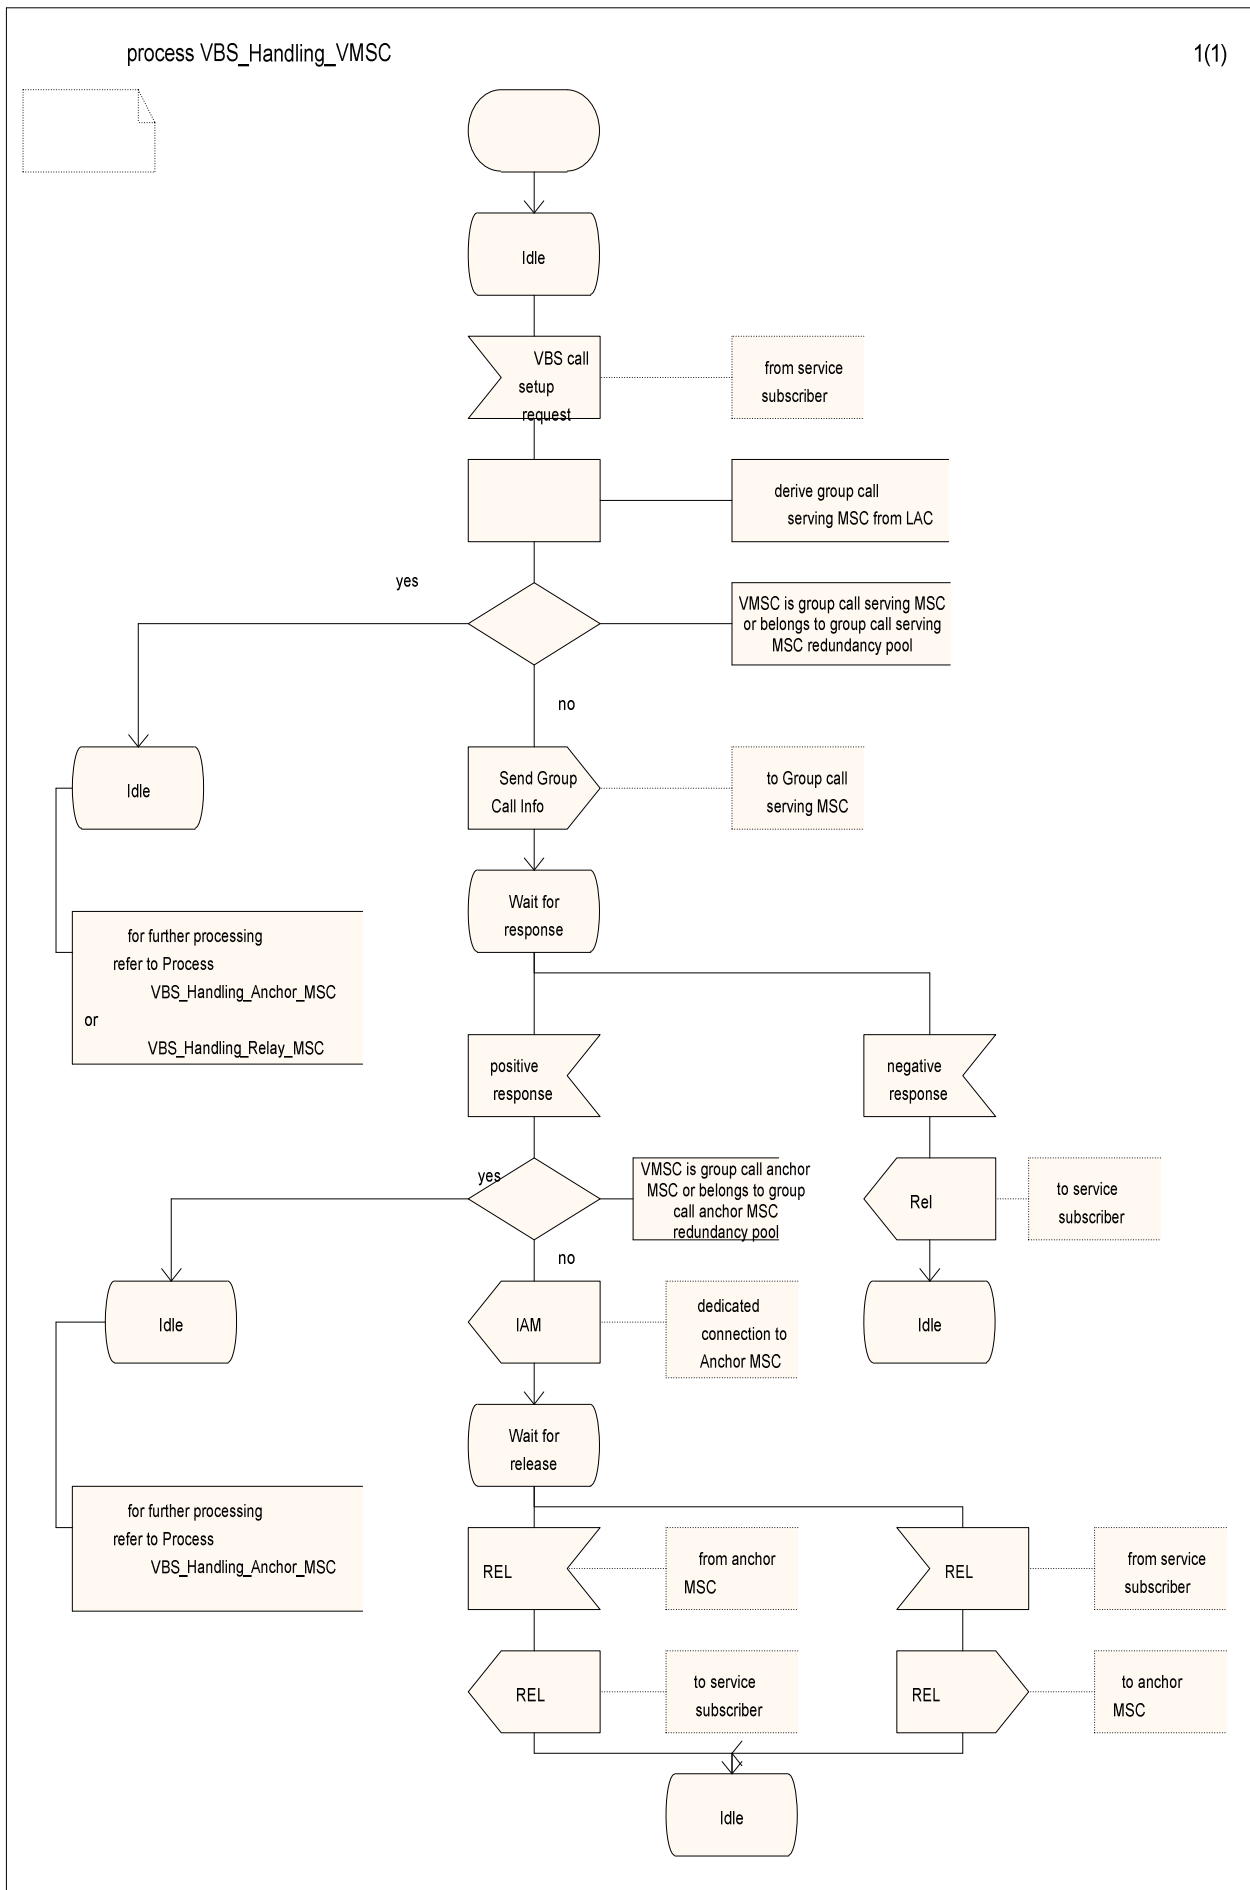 process VBS_Handling_VMSC
1(1)
Idle
VBS call
setup
request
from service
subscriber
derive group call
serving MSC from LAC
yes
VMSC is group call serving MSC
or belongs to group call serving
MSC redundancy pool
no
Idle
Send Group
Call Info
to Group call
serving MSC
Wait for
response
for further processing
refer to Process
VBS_Handling_Anchor_MSC
or
VBS_Handling_Relay_MSC
positive
response
negative
response
yes
VMSC is group call anchor
MSC or belongs to group
call anchor MSC
redundancy pool
Rel
to service
subscriber
no
Idle
IAM
dedicated
connection to
Anchor MSC
Idle
Wait for
release
for further processing
refer to Process
VBS_Handling_Anchor_MSC
REL
from anchor
MSC
REL
from service
subscriber
REL
to service
subscriber
REL
to anchor
MSC
Idle